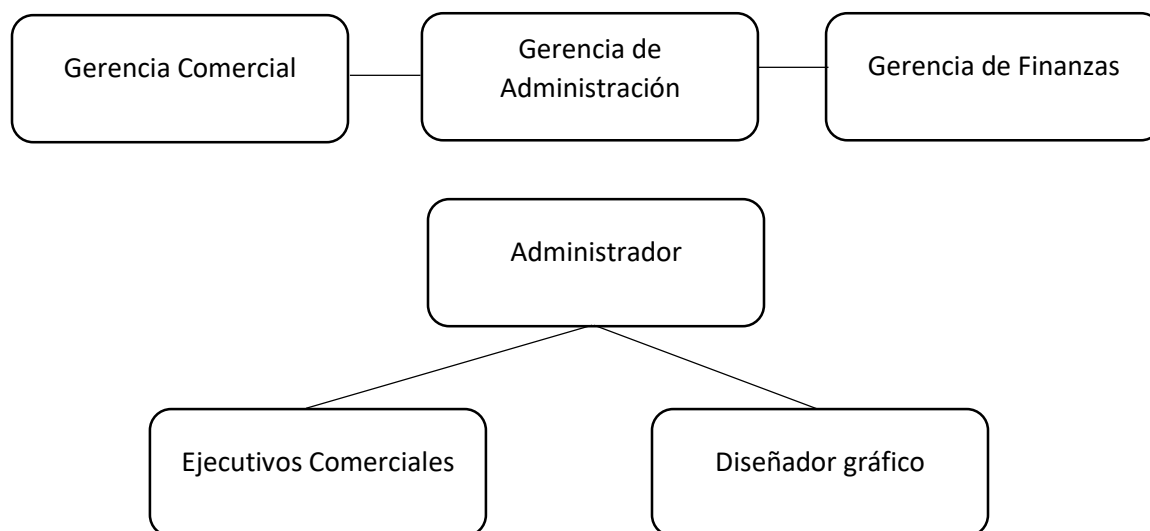 Gerencia Comercial
Gerencia de
Administración
Gerencia de Finanzas
Administrador
Ejecutivos Comerciales
Diseñador gráfico